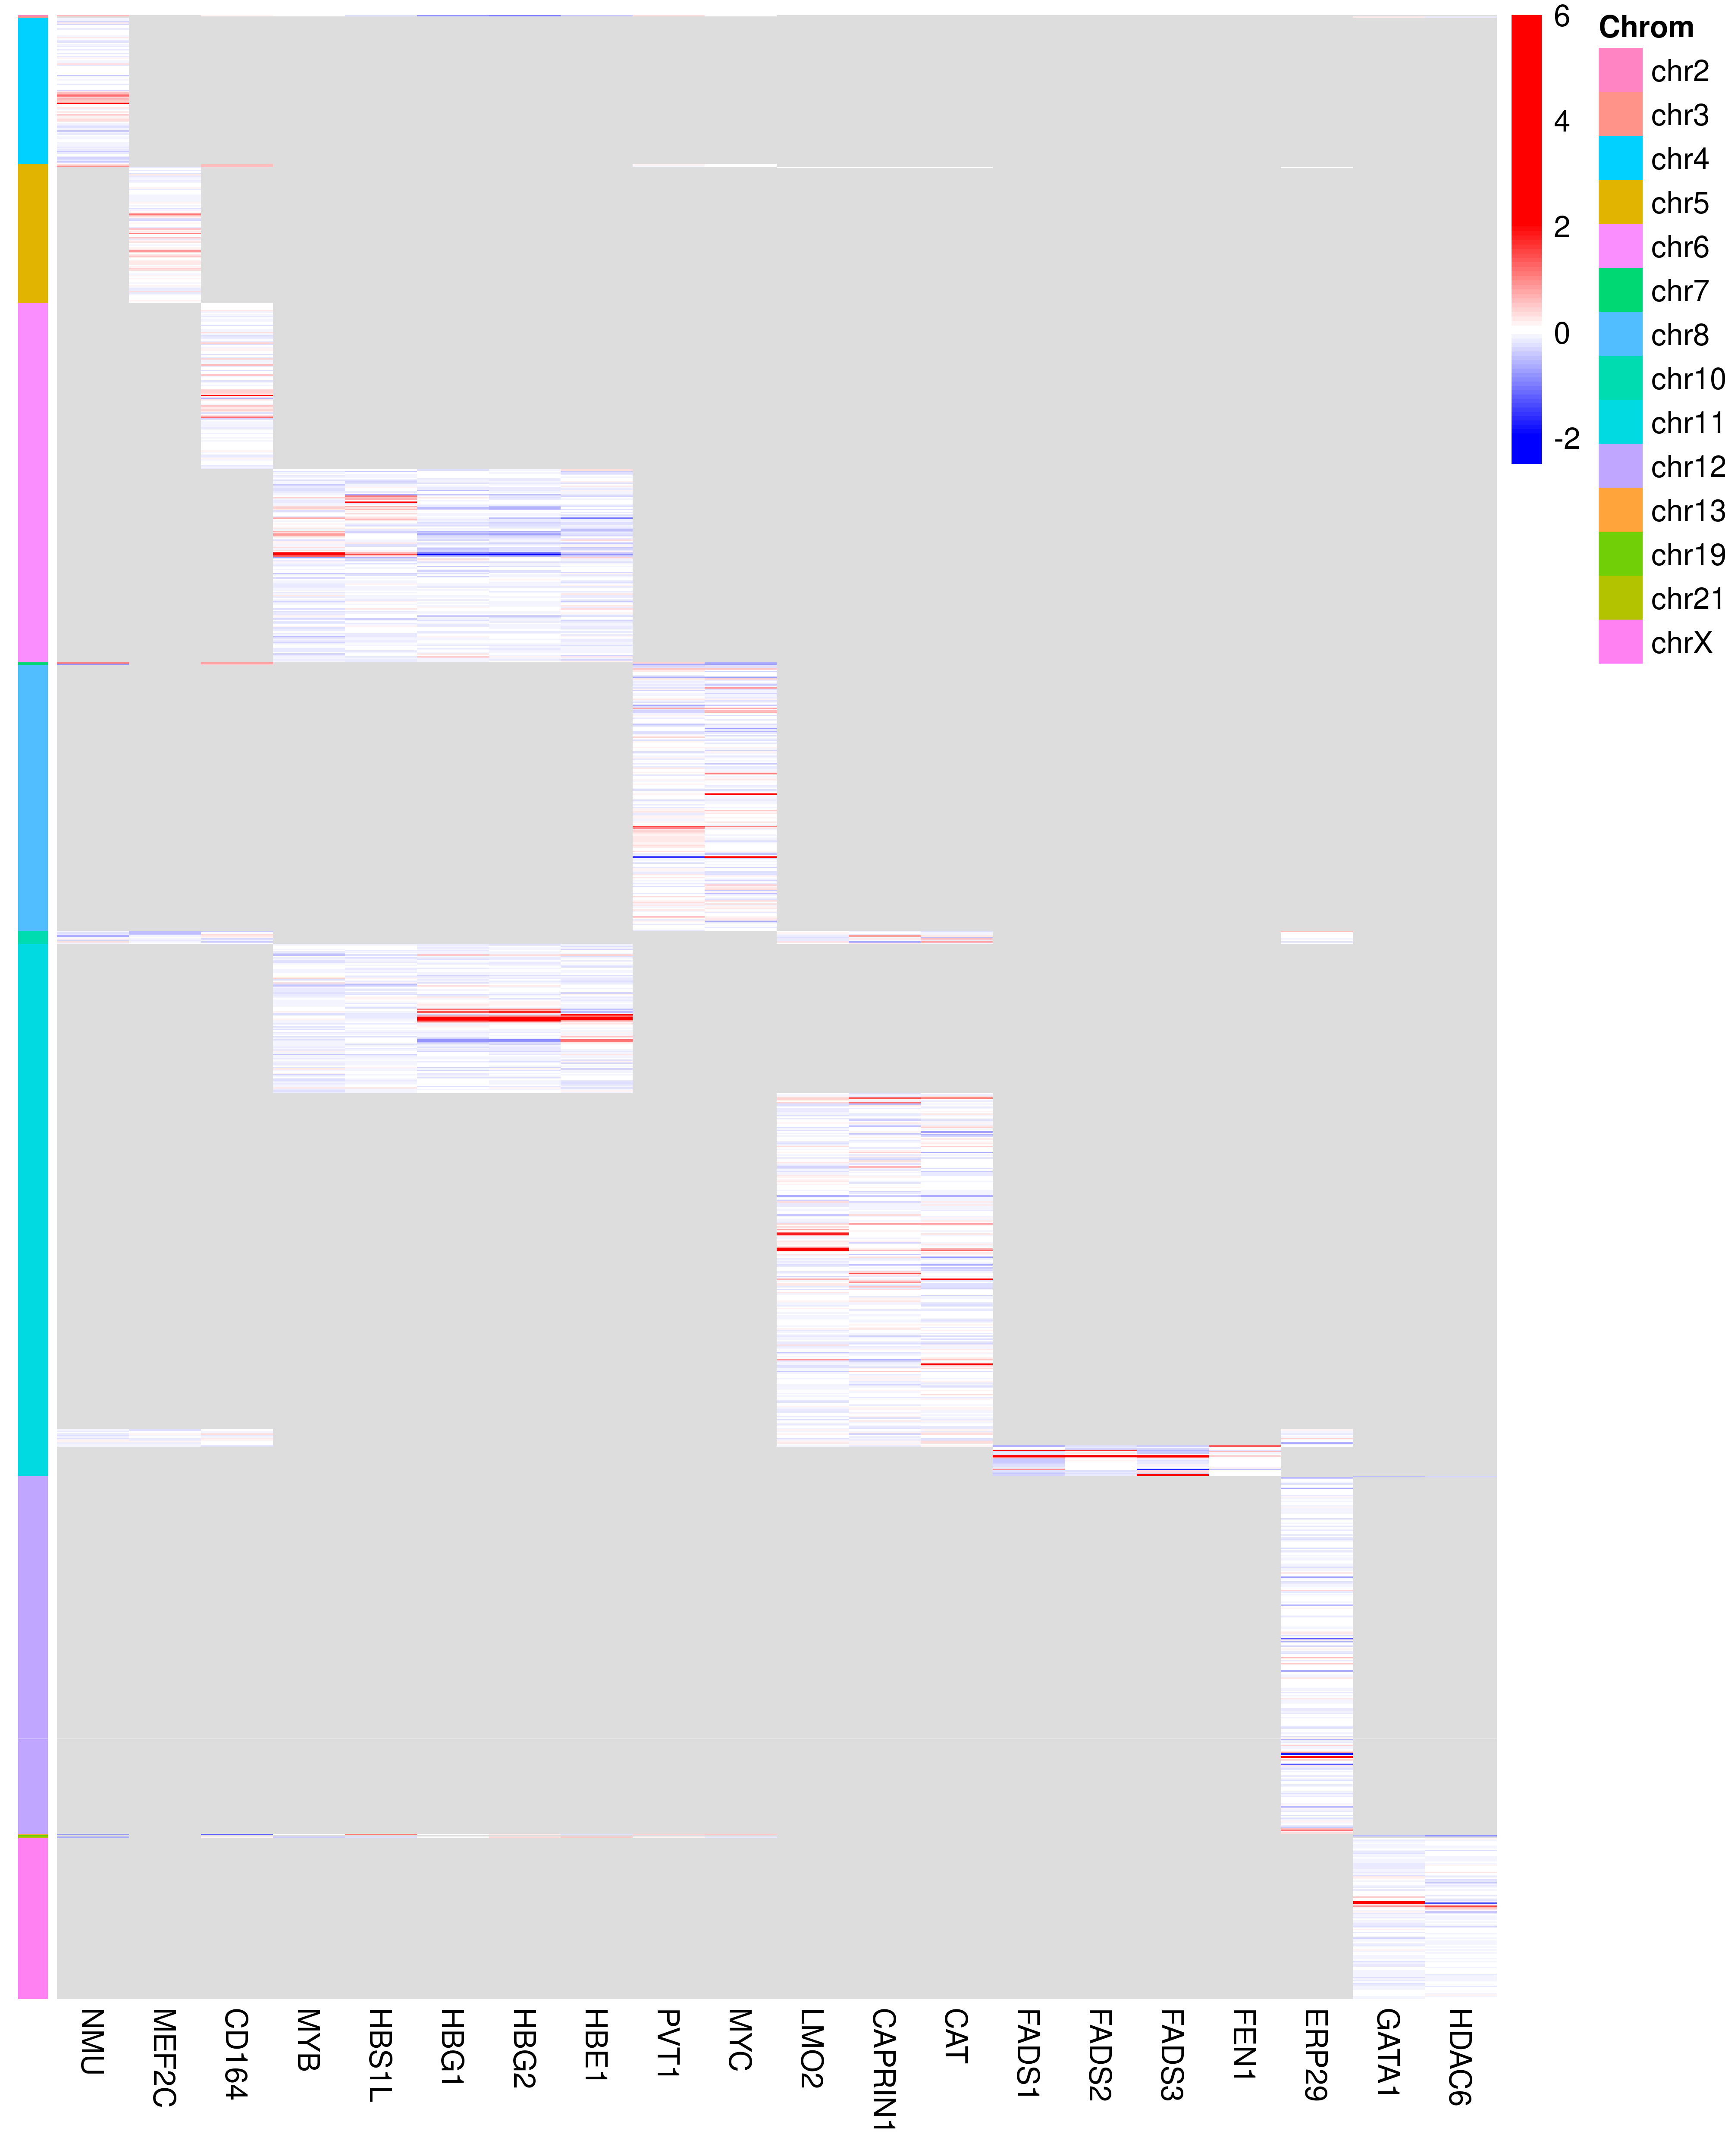 6
4
2
0
-2
Chrom
chr2
chr3
chr4
chr5
chr6
chr7
chr8
chr10
chr11
chr12
chr13
chr19
chr21
chrX
NMU
MEF2C
CD164
MYB
HBS1L
HBG1
HBG2
HBE1
PVT1
MYC
LMO2
CAPRIN1
CAT
FADS1
FADS2
FADS3
FEN1
ERP29
GATA1
HDAC6